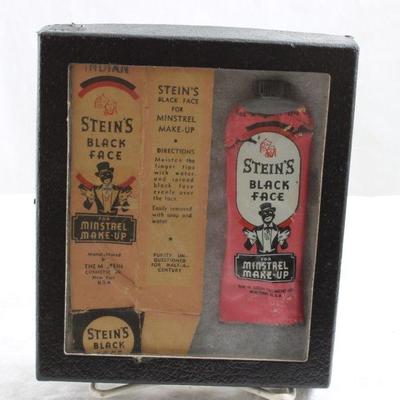 INDIAN
STEIN'S
BLACK
FACE
FOR
MINSTREL
MAKE-UP
New York
U.S.A.
STEIN'S
BLACK
STEIN'S
BLACK FACE
FOR
MINSTREL
MAKE-UP
DIRECTIONS
Moisten the
finger tips
with water
and spread
black face
evenly over
the face.
Easily removed
with soap and
water
PURITY UN-
QUESTIONED
FOR HALF-A-
CENTURY
STEIN'S
BLACK
FACE
FOR
MINSTREL
MAKE-UP